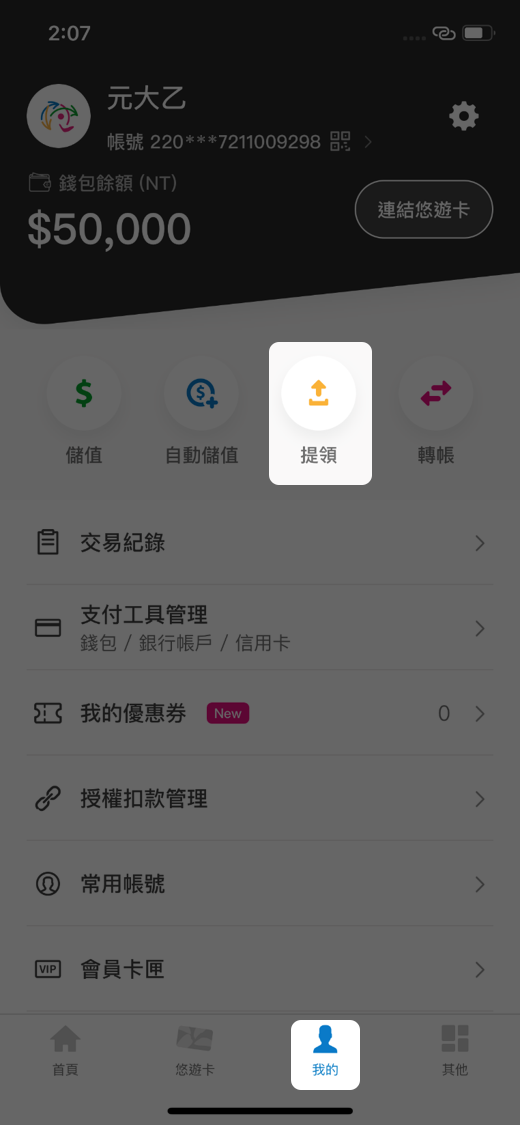 2:07
元大乙
帳號 220***7211009298
錢包餘額 (NT)
$50,000
連結悠遊卡
儲值
自動儲值
提領
轉帳
交易紀錄
支付工具管理
錢包 / 銀行帳戶 / 信用卡
我的優惠券 New 0
授權扣款管理
常用帳號
VIP 會員卡匣
首頁
悠遊卡
我的
其他